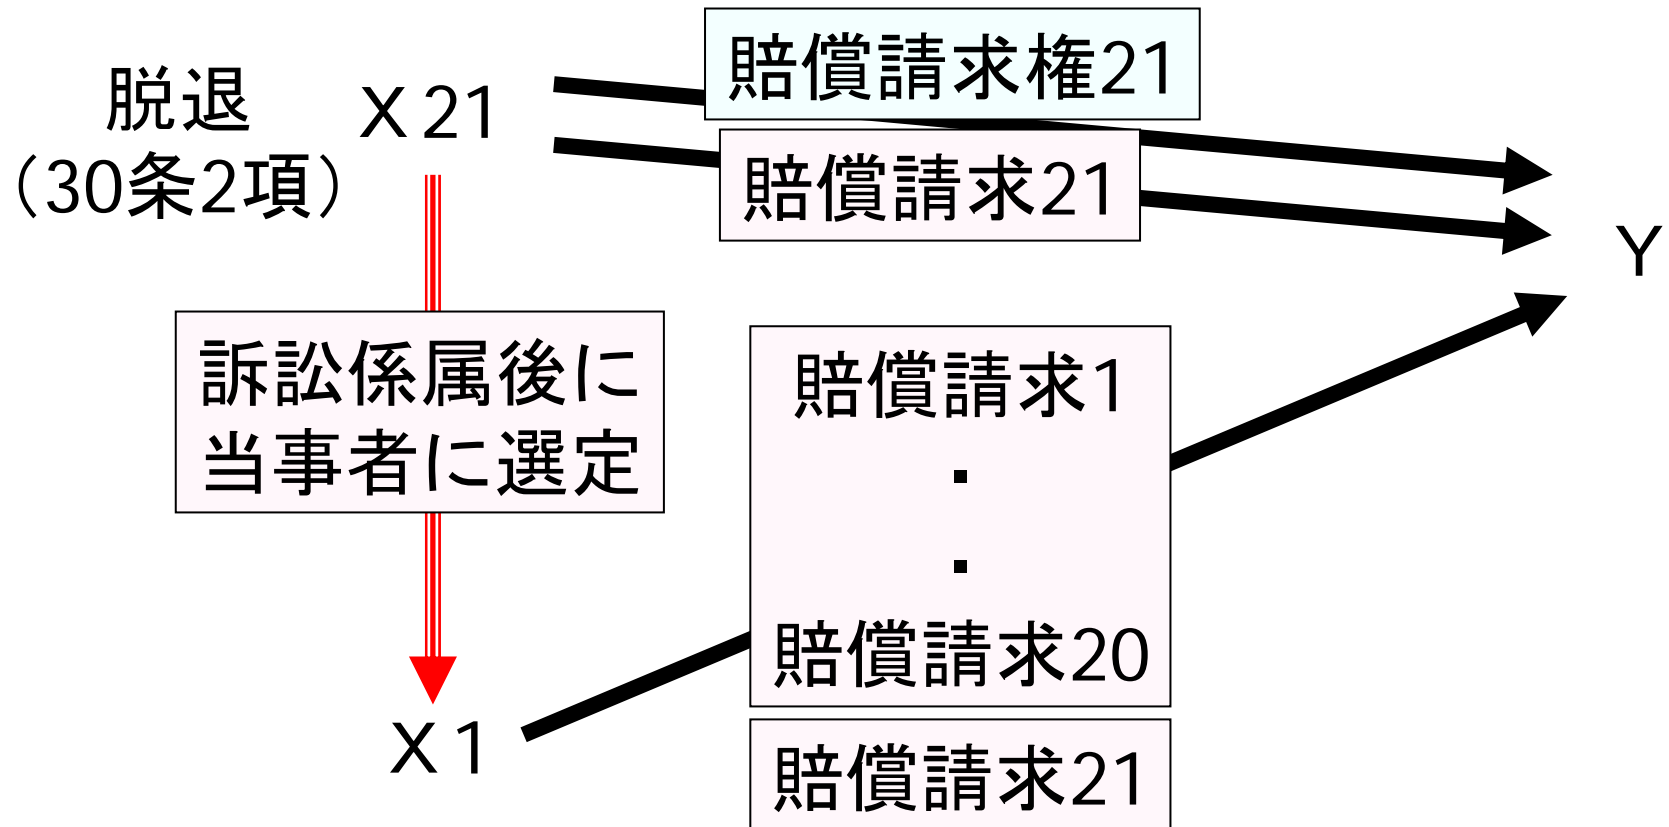 脱退
（30条2項）
X21
賠償請求権21
賠償請求21
Y
訴訟係属後に
当事者に選定
賠償請求1
・
・
賠償請求20
X1
賠償請求21